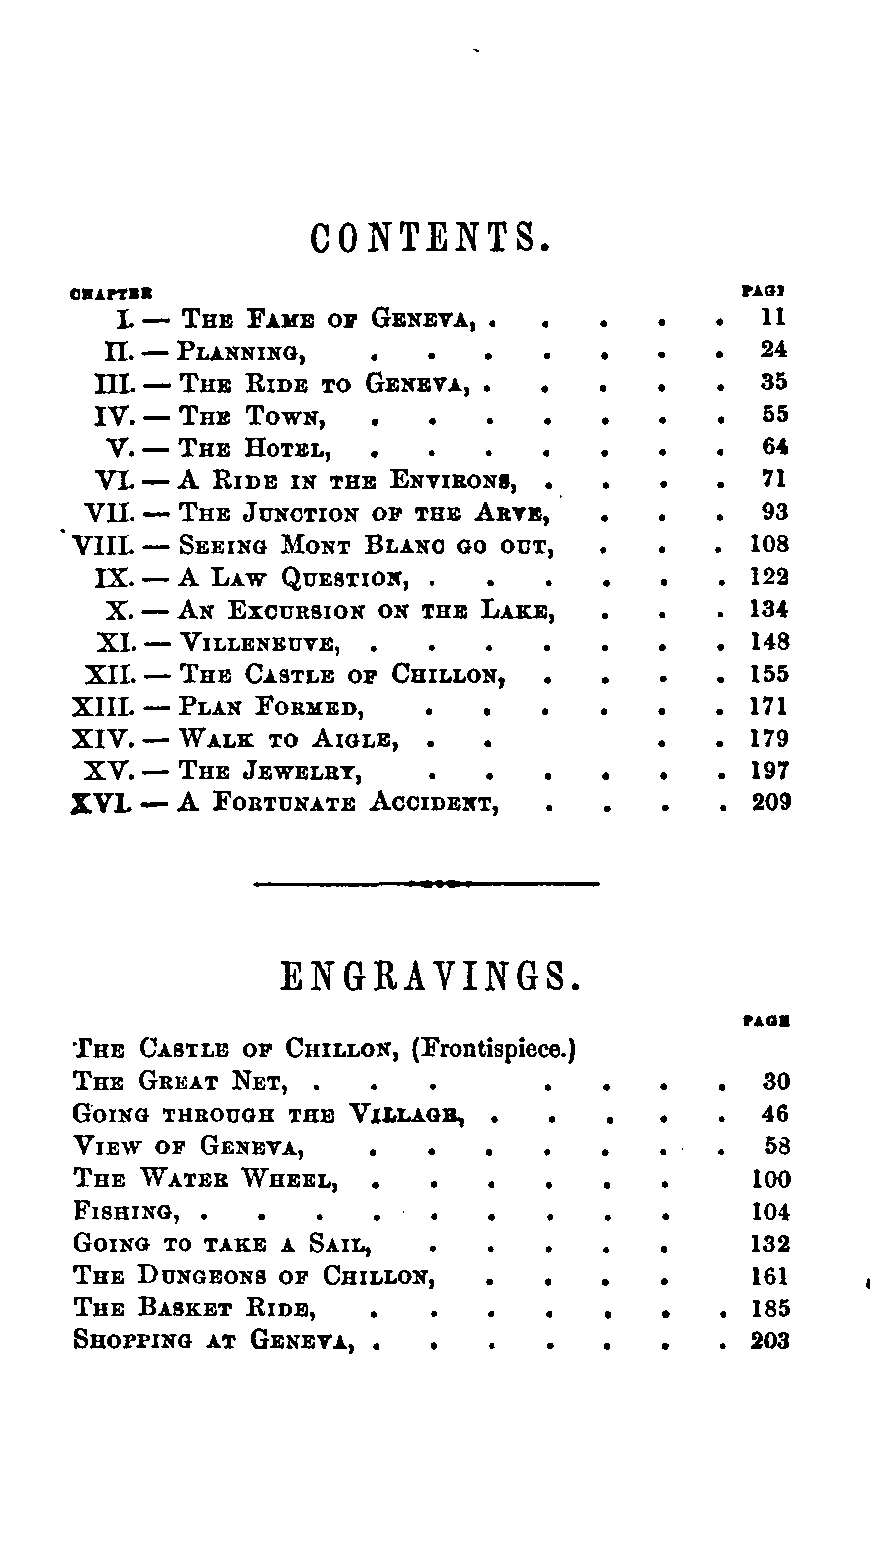 CONTENTS.
CHAPTER PAGE
I. — The Fame of Geneva, . . . . . 11
II. — Planning, . . . . . . . 24
III. — The Ride to Geneva, . . . . . 35
IV. — The Town, . . . . . . . 55
V. — The Hotel, . . . . . . . 64
VI. — A Ride in the Environs, . . . . 71
VII. — The Junction of the Arve, . . . 93
VIII. — Seeing Mont Blanc go out, . . . 108
IX. — A Law Question, . . . . . . 122
X. — An Excursion on the Lake, . . . 134
XI. — Villeneuve, . . . . . . . 148
XII. — The Castle of Chillon, . . . . 155
XIII. — Plan Formed, . . . . . . 171
XIV. — Walk to Aigle, . . . . 179
XV. — The Jewelry, . . . . . . 197
XVI. — A Fortunate Accident, . . . . 209
ENGRAVINGS.
PAGE
The Castle of Chillon, (Frontispiece.)
The Great Net, . . . . . . . 30
Going through the Village, . . . . . 46
View of Geneva, . . . . . . . 58
The Water Wheel, . . . . . . 100
Fishing, . . . . . . . . . 104
Going to take a Sail, . . . . . 132
The Dungeons of Chillon, . . . . 161
The Basket Ride, . . . . . . . 185
Shopping at Geneva, . . . . . . . 203